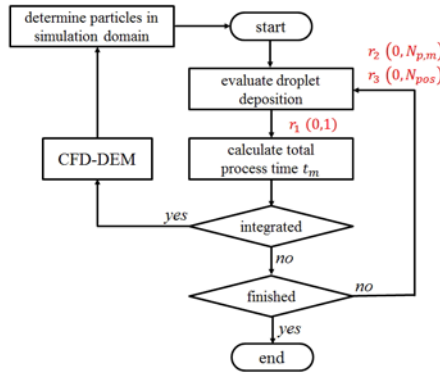 determine particles in
simulation domain
start
r₂ (0, Nₚ,ₘ)
r₃ (0, Nₚₒₛ)
evaluate droplet
deposition
r₁ (0,1)
CFD-DEM
calculate total
process time tₘ
yes
integrated
no
finished
no
yes
end